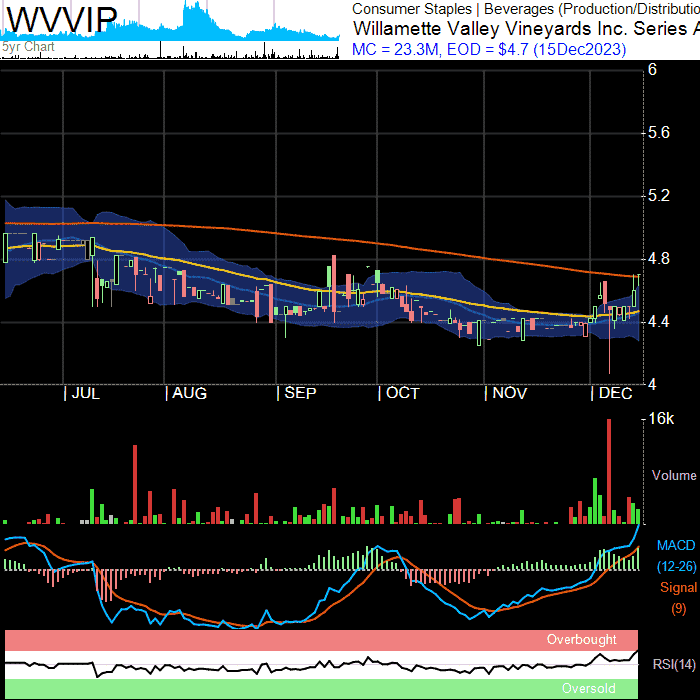 WVVIP
5yr Chart
Consumer Staples | Beverages (Production/Distributio
Willamette Valley Vineyards Inc. Series A
MC = 23.3M, EOD = $4.7 (15Dec2023)
6
5.6
5.2
4.8
4.4
4
JUL AUG SEP OCT NOV DEC
16k
Volume
MACD
(12-26)
Signal
(9)
Overbought
RSI(14)
Oversold